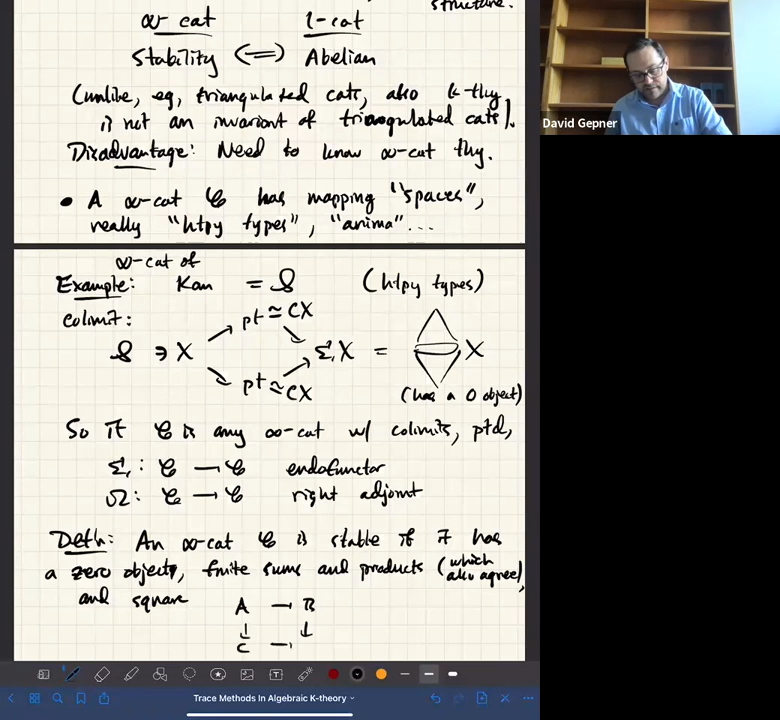 structure.
∞ cat 1-cat
Stability ⟺ Abelian
(unlike, eg, triangulated cats, also k-thy
is not an invariant of triangulated cats).
Disadvantage: Need to know ∞-cat thy.
• A ∞-cat 𝒞 has mapping "spaces",
really "htpy types", "anima"...
∞-cat of
Example: Kan = 𝒮 (htpy types)
colimit:
pt ≃ CX
𝒮 ∋ X ΣX = X
pt ≃ CX
(has a 0 object)
So if 𝒞 is any ∞-cat w/ colimits, ptd,
Σ: 𝒞 → 𝒞 endofunctor
Ω: 𝒞 → 𝒞 right adjoint
Defn: An ∞-cat 𝒞 is stable if it has
a zero object, finite sums and products (which also agree),
and square
A → B
↓ ↓
C →
David Gepner
Trace Methods In Algebraic K-theory